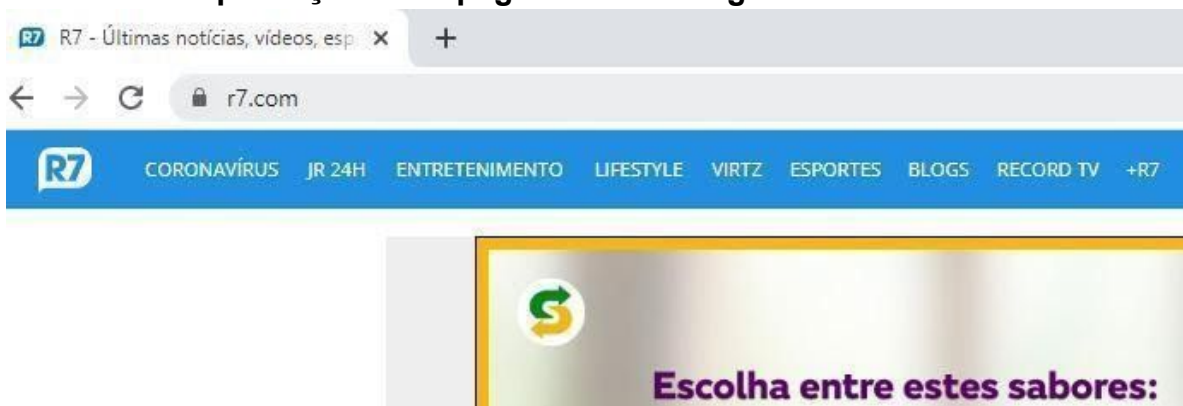 R7 R7 - Últimas notícias, vídeos, esp
r7.com
R7 CORONAVÍRUS JR 24H ENTRETENIMENTO LIFESTYLE VIRTZ ESPORTES BLOGS RECORD TV +R7
S
Escolha entre estes sabores: